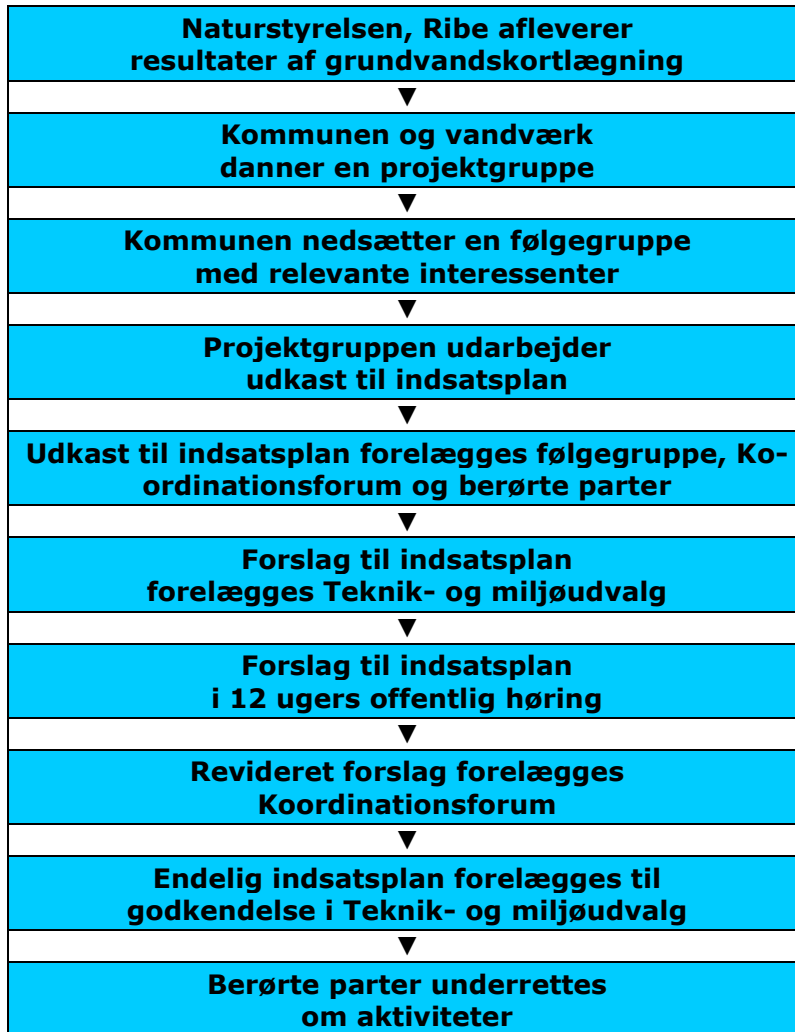 Naturstyrelsen, Ribe afleverer
resultater af grundvandskortlægning
▼
Kommunen og vandværk
danner en projektgruppe
▼
Kommunen nedsætter en følgegruppe
med relevante interessenter
▼
Projektgruppen udarbejder
udkast til indsatsplan
▼
Udkast til indsatsplan forelægges følgegruppe, Ko-
ordinationsforum og berørte parter
▼
Forslag til indsatsplan
forelægges Teknik- og miljøudvalg
▼
Forslag til indsatsplan
i 12 ugers offentlig høring
▼
Revideret forslag forelægges
Koordinationsforum
▼
Endelig indsatsplan forelægges til
godkendelse i Teknik- og miljøudvalg
▼
Berørte parter underrettes
om aktiviteter